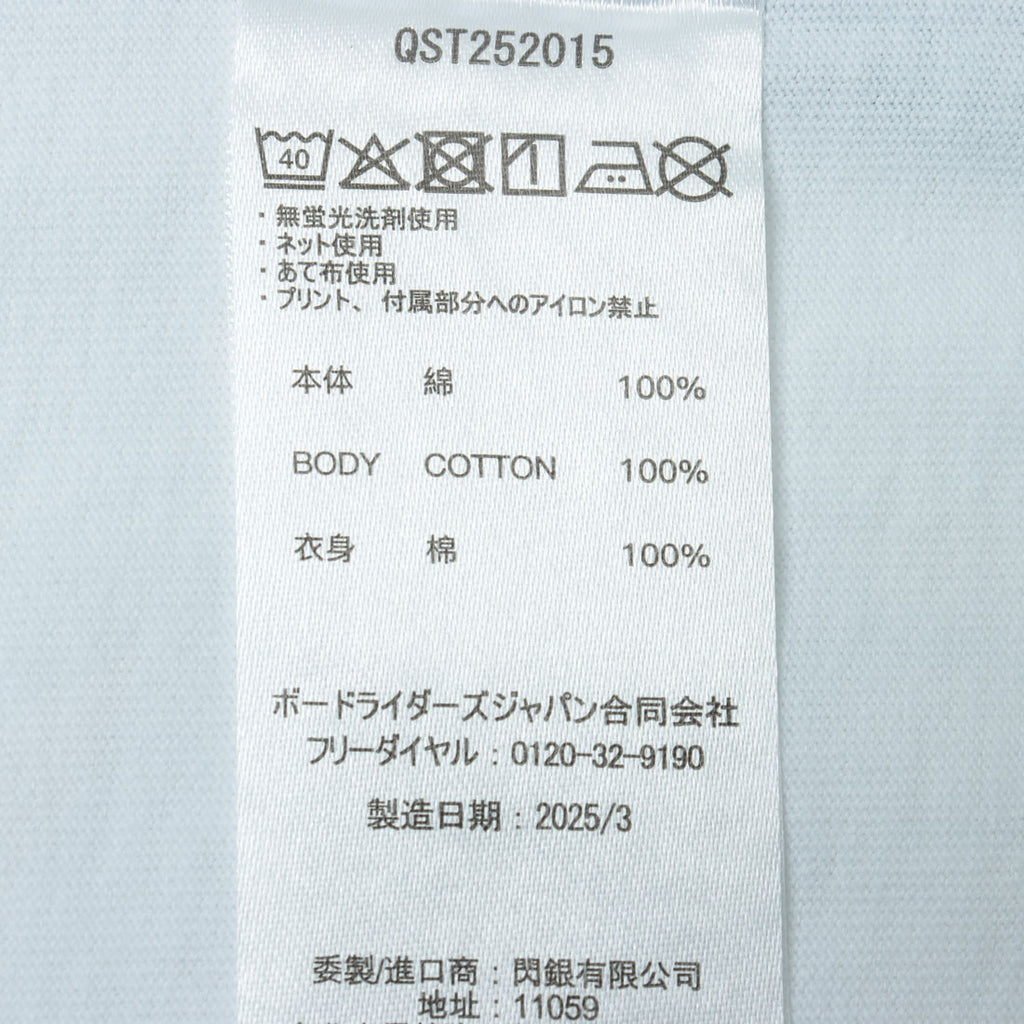 QST252015
40
・無蛍光洗剤使用
・ネット使用
・あて布使用
・プリント、付属部分へのアイロン禁止
本体 綿 100%
BODY COTTON 100%
衣身 棉 100%
ボードライダーズジャパン合同会社
フリーダイヤル：0120-32-9190
製造日期：2025/3
委製/進口商：閃銀有限公司
地址：11059